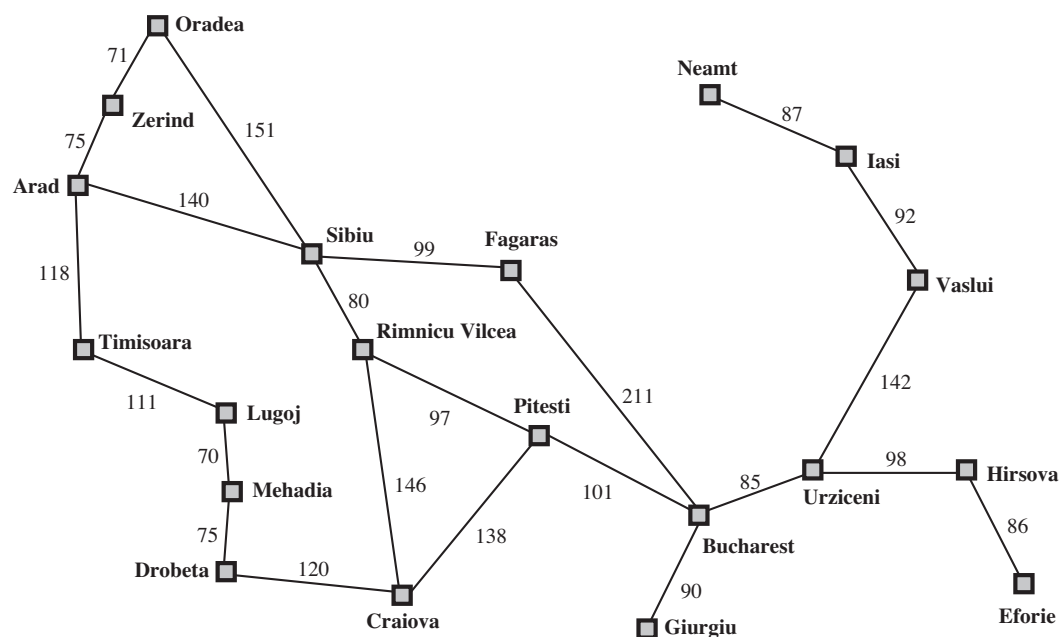 Oradea
71
Neamt
87
Zerind
75
151
Iasi
Arad
140
92
Sibiu
99
Fagaras
118
Vaslui
80
Timisoara
Rimnicu Vilcea
142
111
Lugoj
97
Pitesti
211
70
98
Hirsova
Mehadia
146
101
85
Urziceni
75
138
86
Bucharest
Drobeta
120
90
Craiova
Giurgiu
Eforie